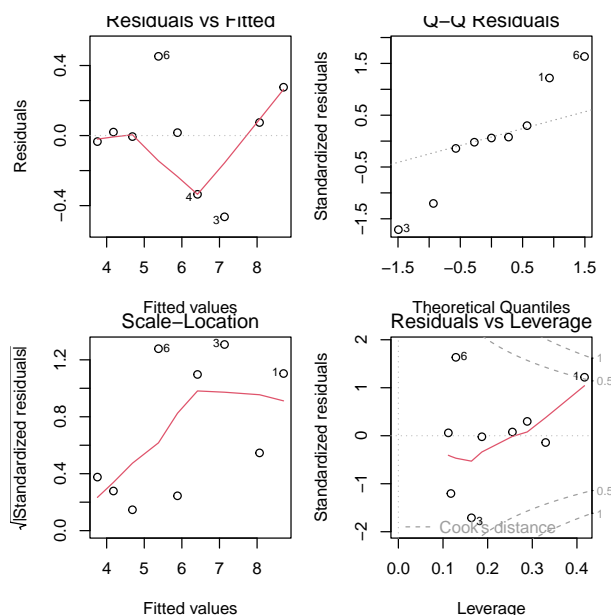 Residuals vs Fitted
Residuals
0.4
0.0
−0.4
6
4
3
4 5 6 7 8
Fitted values
Q−Q Residuals
Standardized residuals
1.5
0.5
−0.5
−1.5
6
1
3
−1.5 −0.5 0.5 1.5
Theoretical Quantiles
Scale−Location
√|Standardized residuals|
1.2
0.8
0.4
0.0
6
3
1
4 5 6 7 8
Fitted values
Residuals vs Leverage
Standardized residuals
2
1
0
−1
−2
6
1
3
1
0.5
0.5
1
Cook's distance
0.0 0.1 0.2 0.3 0.4
Leverage